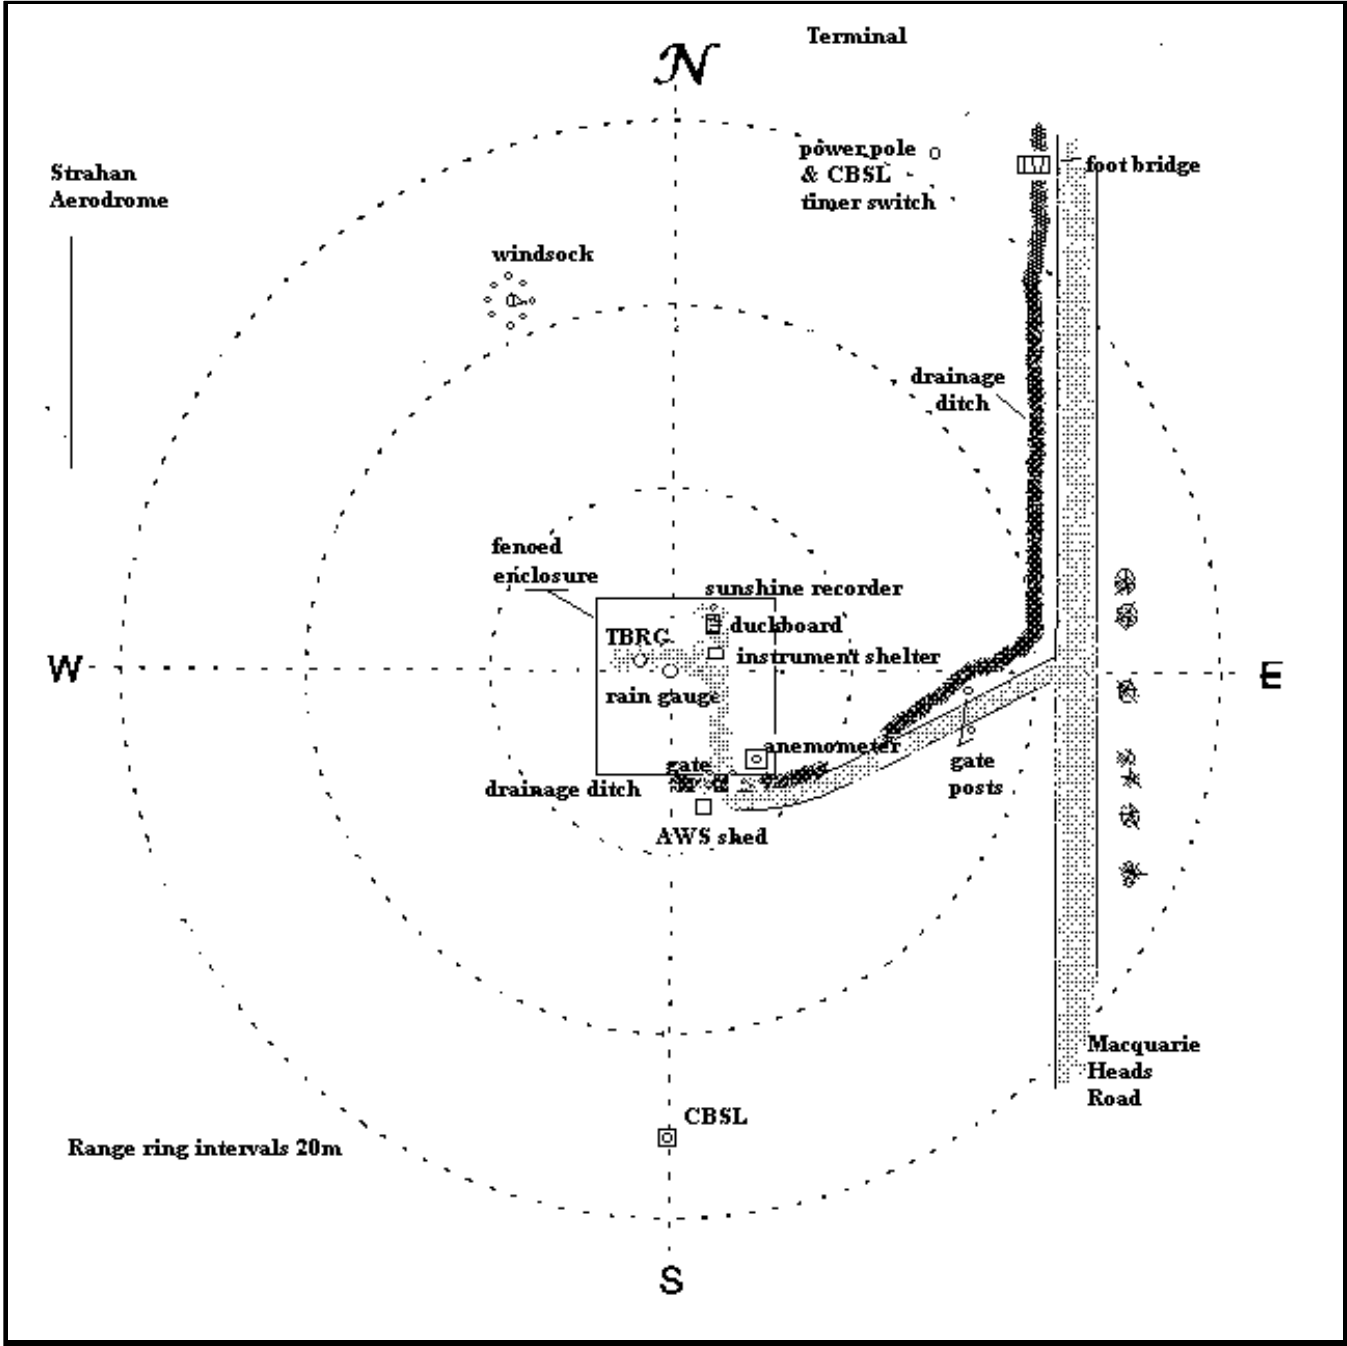 Terminal
N
power pole
& CBSL
timer switch
foot bridge
Strahan
Aerodrome
windsock
drainage
ditch
fenoed
enclosure
sunshine recorder
duckboard
TBRG
instrument shelter
W
E
rain gauge
anemometer
gate
gate
posts
drainage ditch
AWS shed
Macquarie
Heads
Road
CBSL
Range ring intervals 20m
S